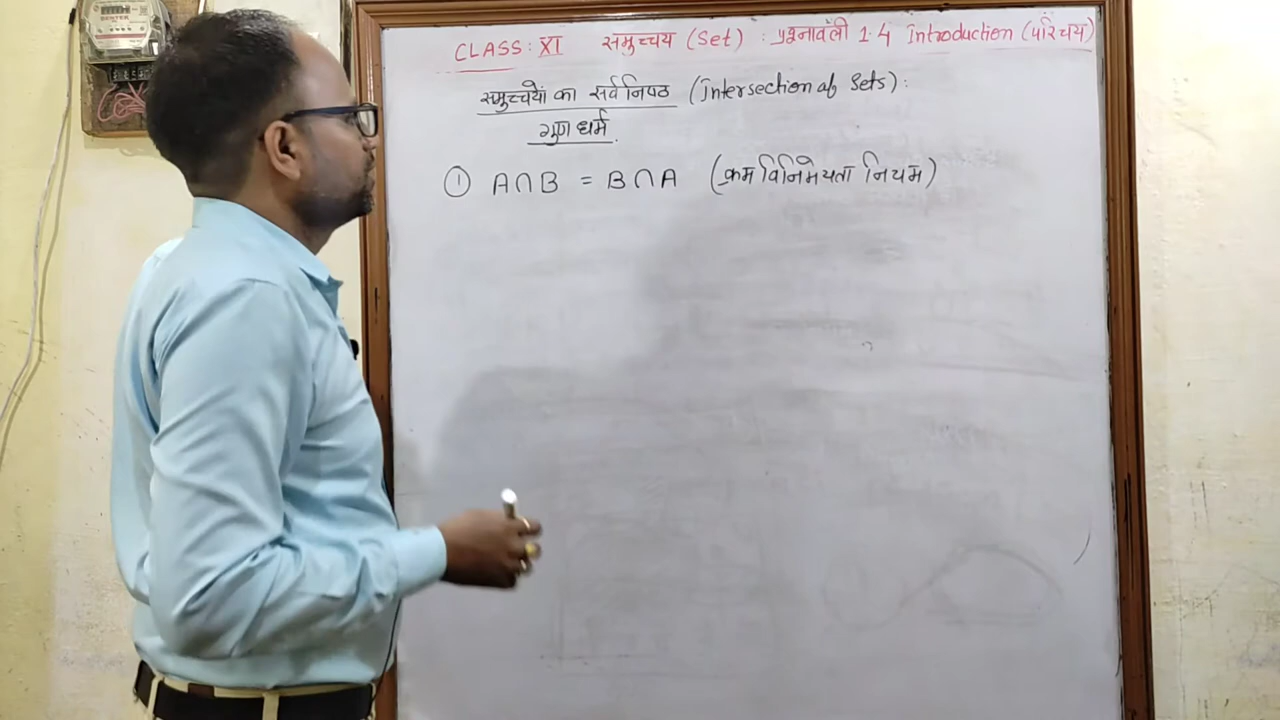 CLASS: XI समुच्चय (Set) : प्रश्नावली 1.4 Introduction (परिचय)
समुच्चयों का सर्वनिष्ठ (Intersection of Sets) :
गुण धर्म.
① A∩B = B∩A (क्रम विनिमेयता नियम)